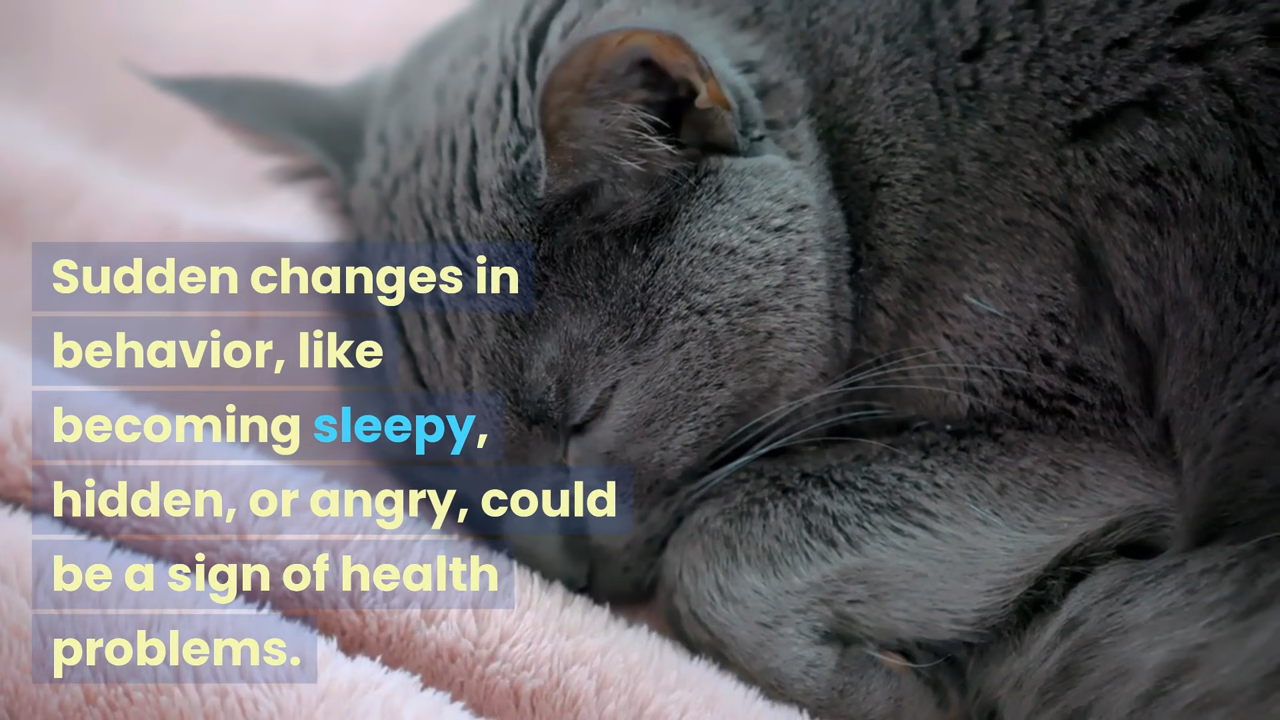 Sudden changes in
behavior, like
becoming sleepy,
hidden, or angry, could
be a sign of health
problems.